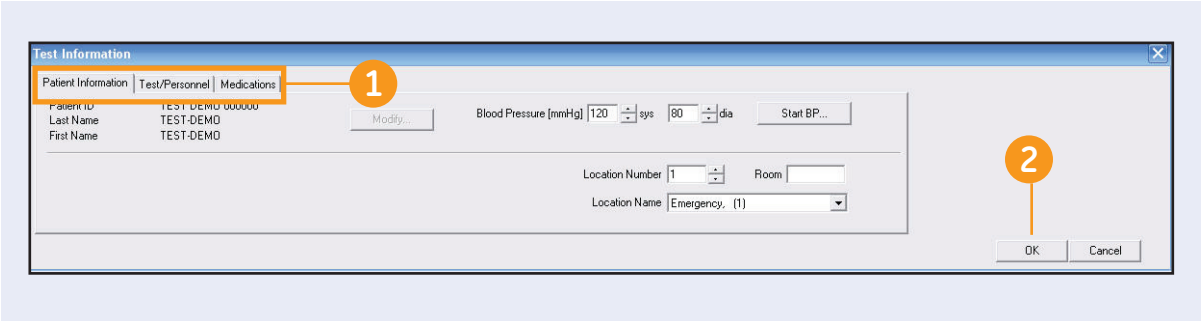 Test Information
Patient Information Test/Personnel Medications
1
Patient ID TEST DEMO 000000
Last Name TEST-DEMO
First Name TEST-DEMO
Modify...
Blood Pressure [mmHg] 120 sys 80 dia Start BP...
Location Number 1 Room
Location Name Emergency, (1)
2
OK Cancel